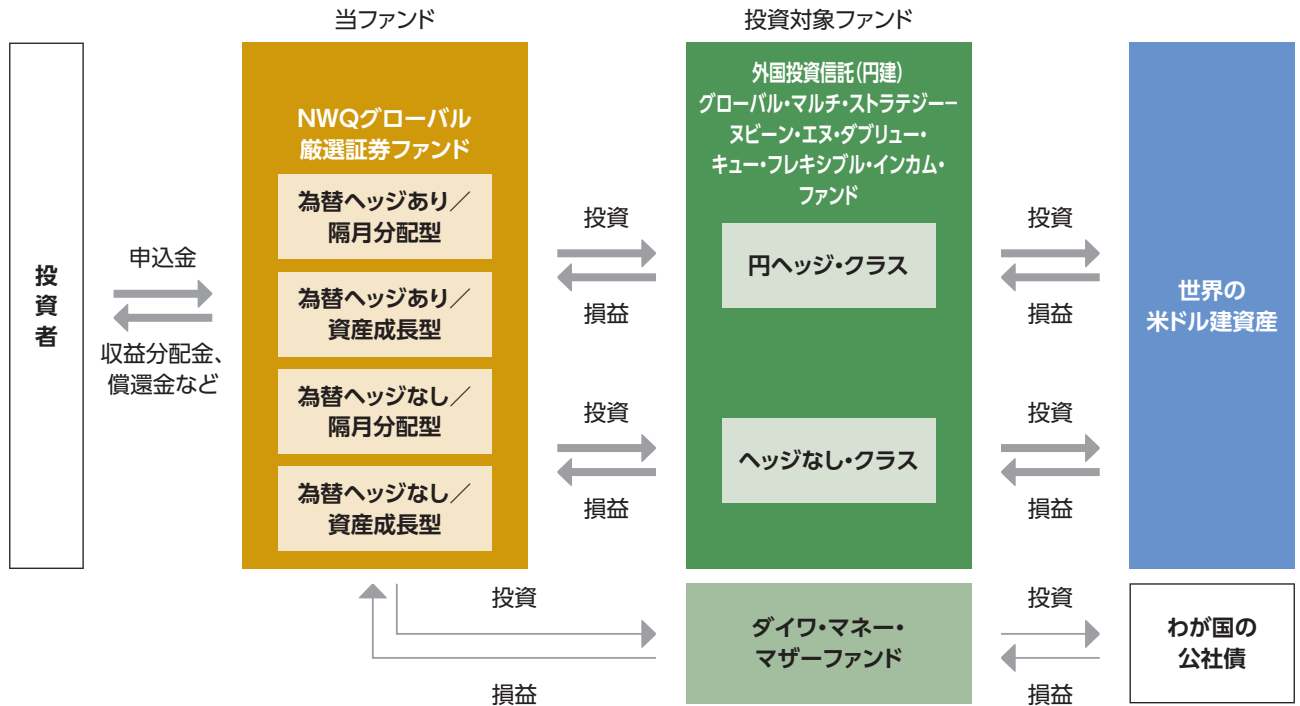 当ファンド
投資対象ファンド
投資者
申込金
収益分配金、
償還金など
NWQグローバル
厳選証券ファンド
為替ヘッジあり／
隔月分配型
為替ヘッジあり／
資産成長型
為替ヘッジなし／
隔月分配型
為替ヘッジなし／
資産成長型
投資
損益
投資
損益
外国投資信託(円建)
グローバル・マルチ・ストラテジー－
ヌビーン・エヌ・ダブリュー・
キュー・フレキシブル・インカム・
ファンド
円ヘッジ・クラス
ヘッジなし・クラス
投資
損益
投資
損益
世界の
米ドル建資産
投資
損益
ダイワ・マネー・
マザーファンド
投資
損益
わが国の
公社債